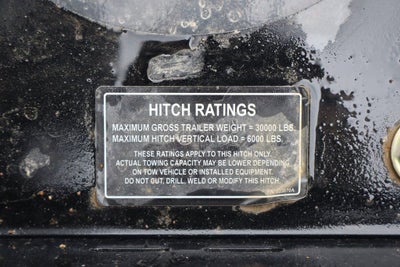 HITCH RATINGS
MAXIMUM GROSS TRAILER WEIGHT = 30000 LBS.
MAXIMUM HITCH VERTICAL LOAD = 6000 LBS.
THESE RATINGS APPLY TO THIS HITCH ONLY.
ACTUAL TOWING CAPACITY MAY BE LOWER DEPENDING
ON TOW VEHICLE OR INSTALLED EQUIPMENT.
DO NOT CUT, DRILL, WELD OR MODIFY THIS HITCH.